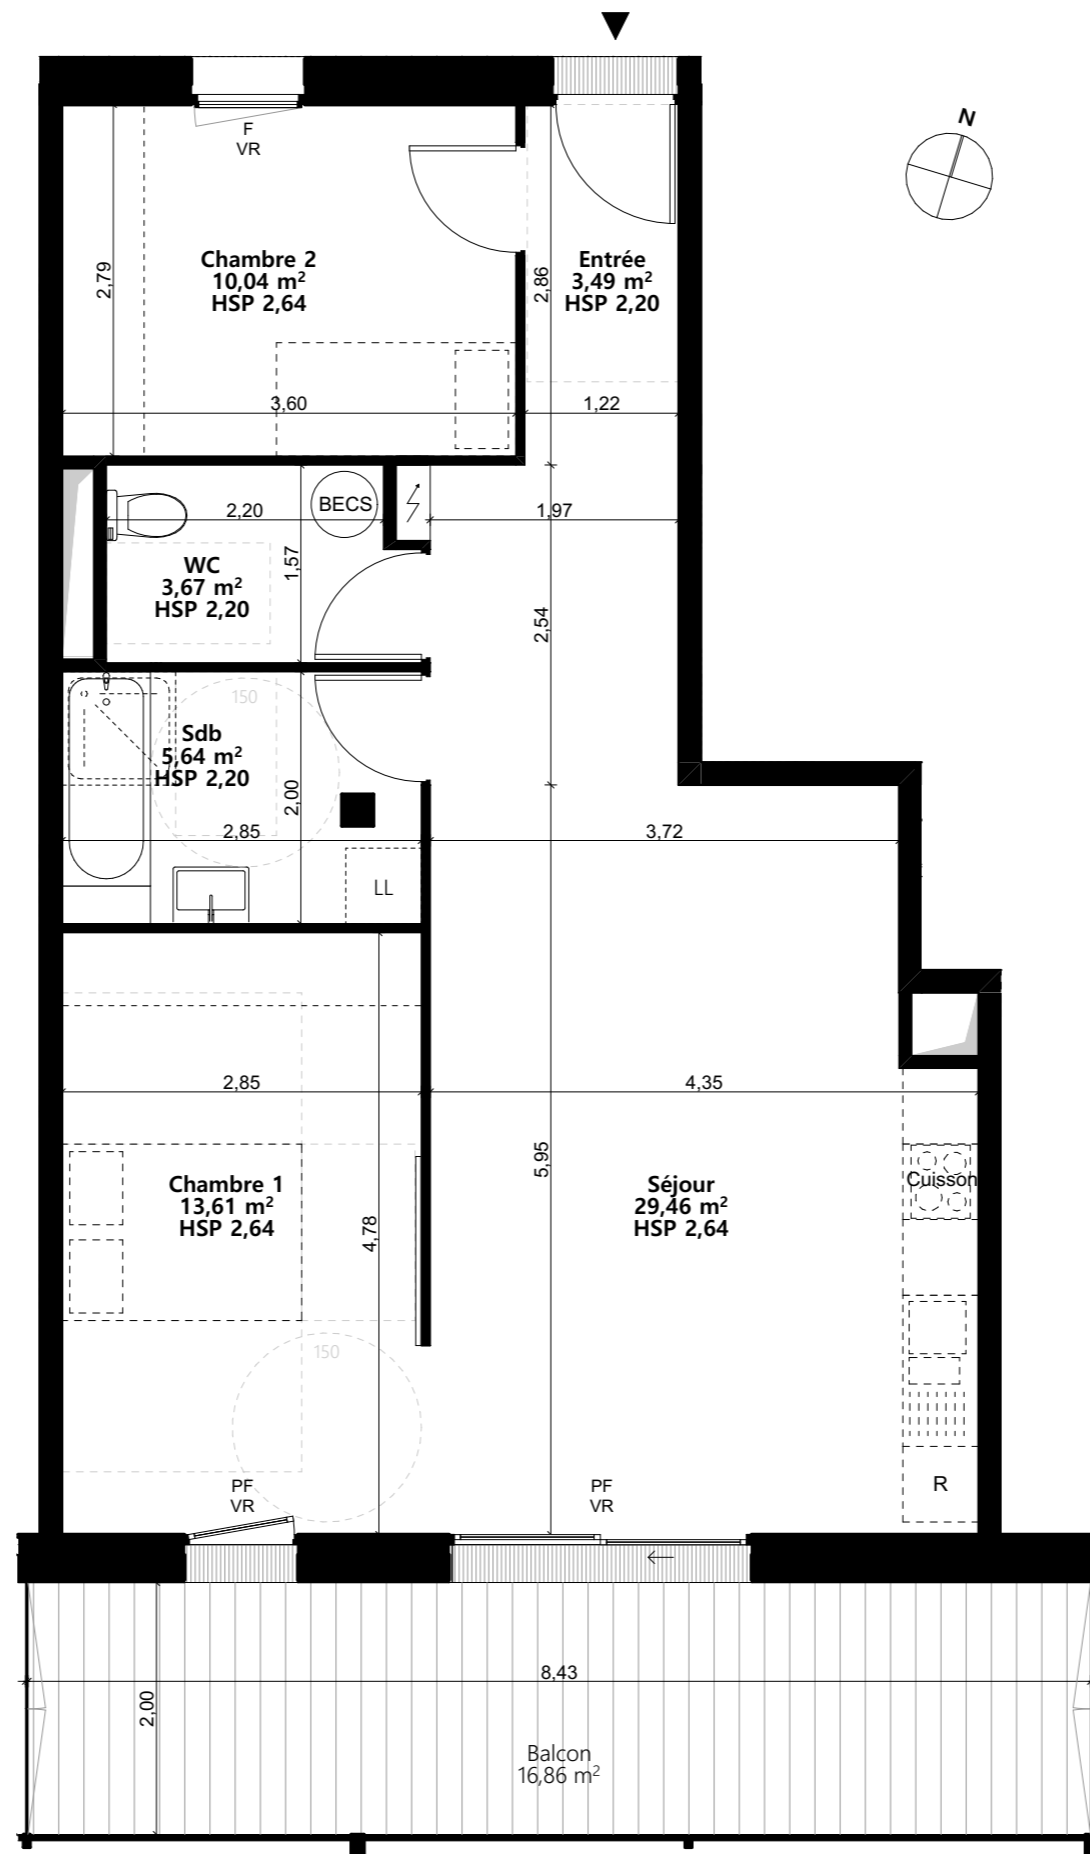 N
F
VR
Chambre 2
10,04 m²
HSP 2,64
2,79
3,60
Entrée
3,49 m²
HSP 2,20
2,86
1,22
BECS
2,20
1,97
WC
3,67 m²
HSP 2,20
1,57
2,54
150
Sdb
5,64 m²
HSP 2,20
2,00
2,85
3,72
LL
2,85
4,35
Chambre 1
13,61 m²
HSP 2,64
4,78
5,95
Séjour
29,46 m²
HSP 2,64
Cuisson
150
R
PF
VR
PF
VR
8,43
2,00
Balcon
16,86 m²